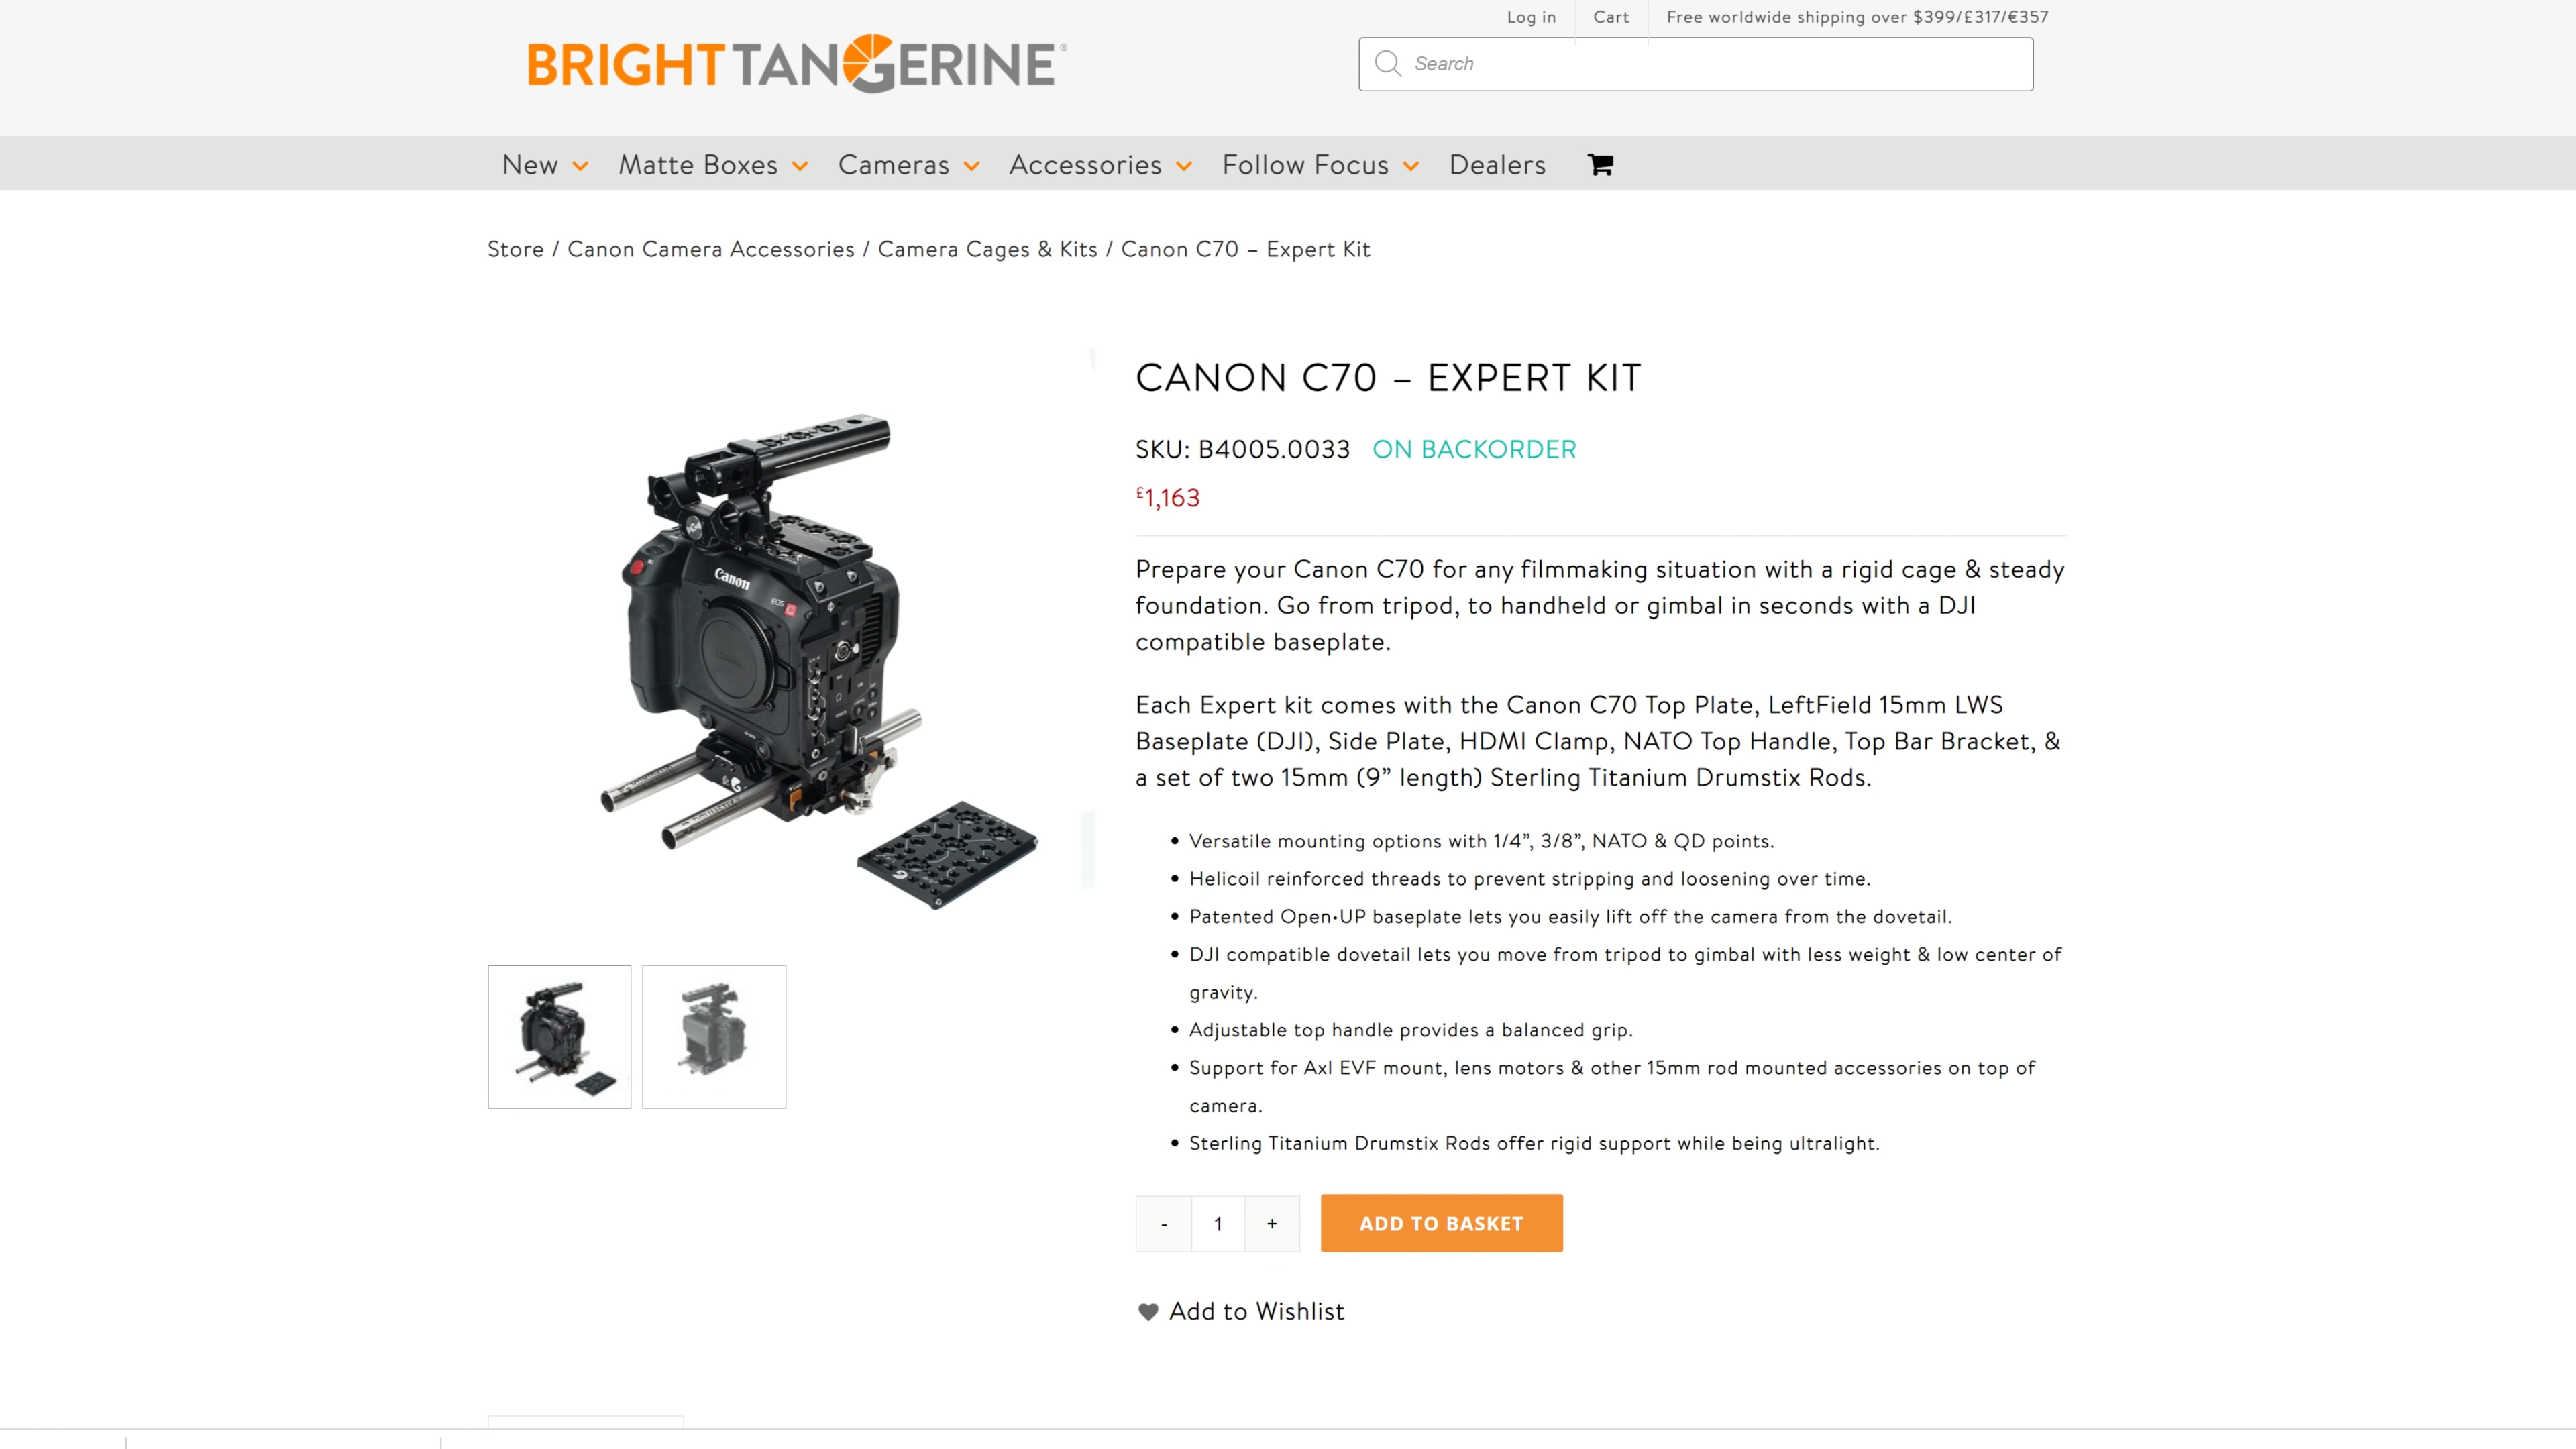 Log in
Cart
Free worldwide shipping over $399/£317/€357
BRIGHT TANGERINE®
Search
New
Matte Boxes
Cameras
Accessories
Follow Focus
Dealers
Store / Canon Camera Accessories / Camera Cages & Kits / Canon C70 – Expert Kit
CANON C70 – EXPERT KIT
SKU: B4005.0033 ON BACKORDER
£1,163
Canon
EOS C
Prepare your Canon C70 for any filmmaking situation with a rigid cage & steady
foundation. Go from tripod, to handheld or gimbal in seconds with a DJI
compatible baseplate.
Each Expert kit comes with the Canon C70 Top Plate, LeftField 15mm LWS
Baseplate (DJI), Side Plate, HDMI Clamp, NATO Top Handle, Top Bar Bracket, &
a set of two 15mm (9” length) Sterling Titanium Drumstix Rods.
• Versatile mounting options with 1/4”, 3/8”, NATO & QD points.
• Helicoil reinforced threads to prevent stripping and loosening over time.
• Patented Open•UP baseplate lets you easily lift off the camera from the dovetail.
• DJI compatible dovetail lets you move from tripod to gimbal with less weight & low center of
gravity.
• Adjustable top handle provides a balanced grip.
• Support for Axl EVF mount, lens motors & other 15mm rod mounted accessories on top of
camera.
• Sterling Titanium Drumstix Rods offer rigid support while being ultralight.
- 1 +
ADD TO BASKET
Add to Wishlist